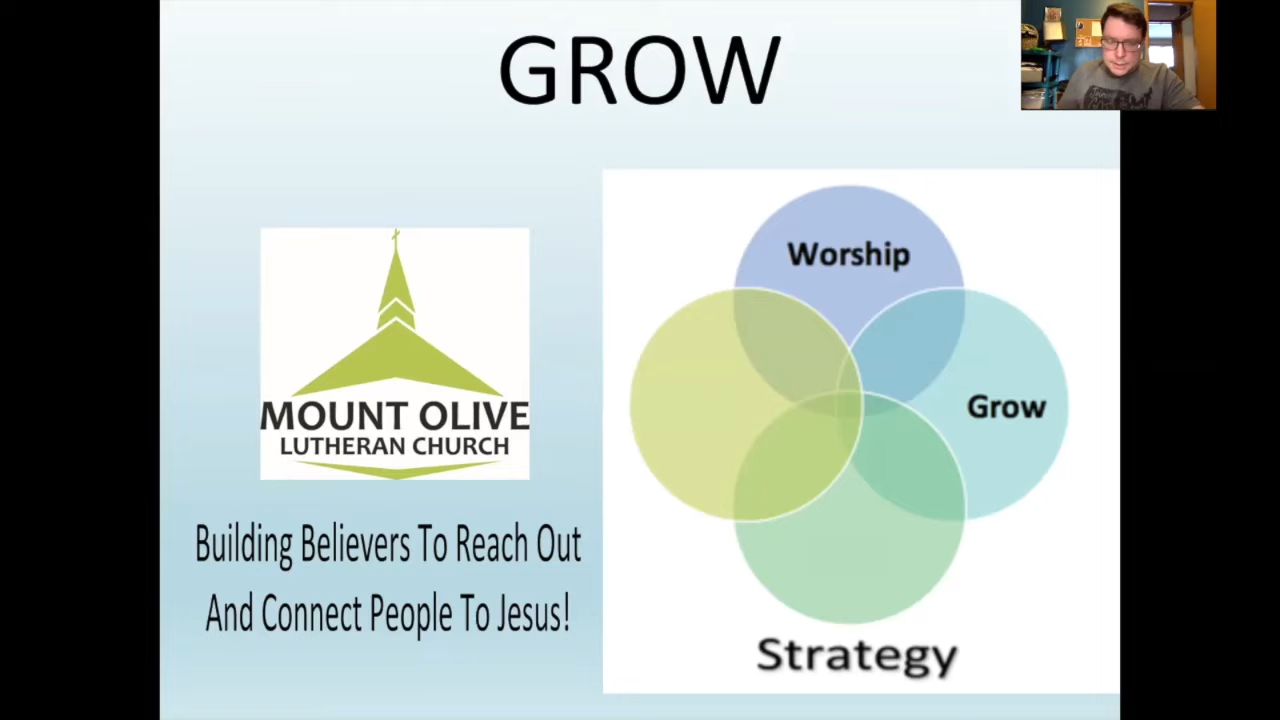 GROW
MOUNT OLIVE
LUTHERAN CHURCH
Building Believers To Reach Out
And Connect People To Jesus!
Worship
Grow
Strategy